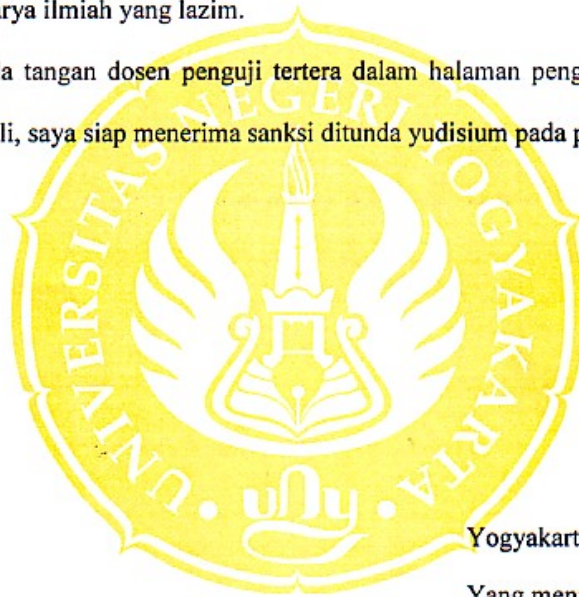 arya ilmiah yang lazim.
a tangan dosen penguji tertera dalam halaman peng
li, saya siap menerima sanksi ditunda yudisium pada p
UNIVERSITAS NEGERI YOGYAKARTA
uny
Yogyakart
Yang men